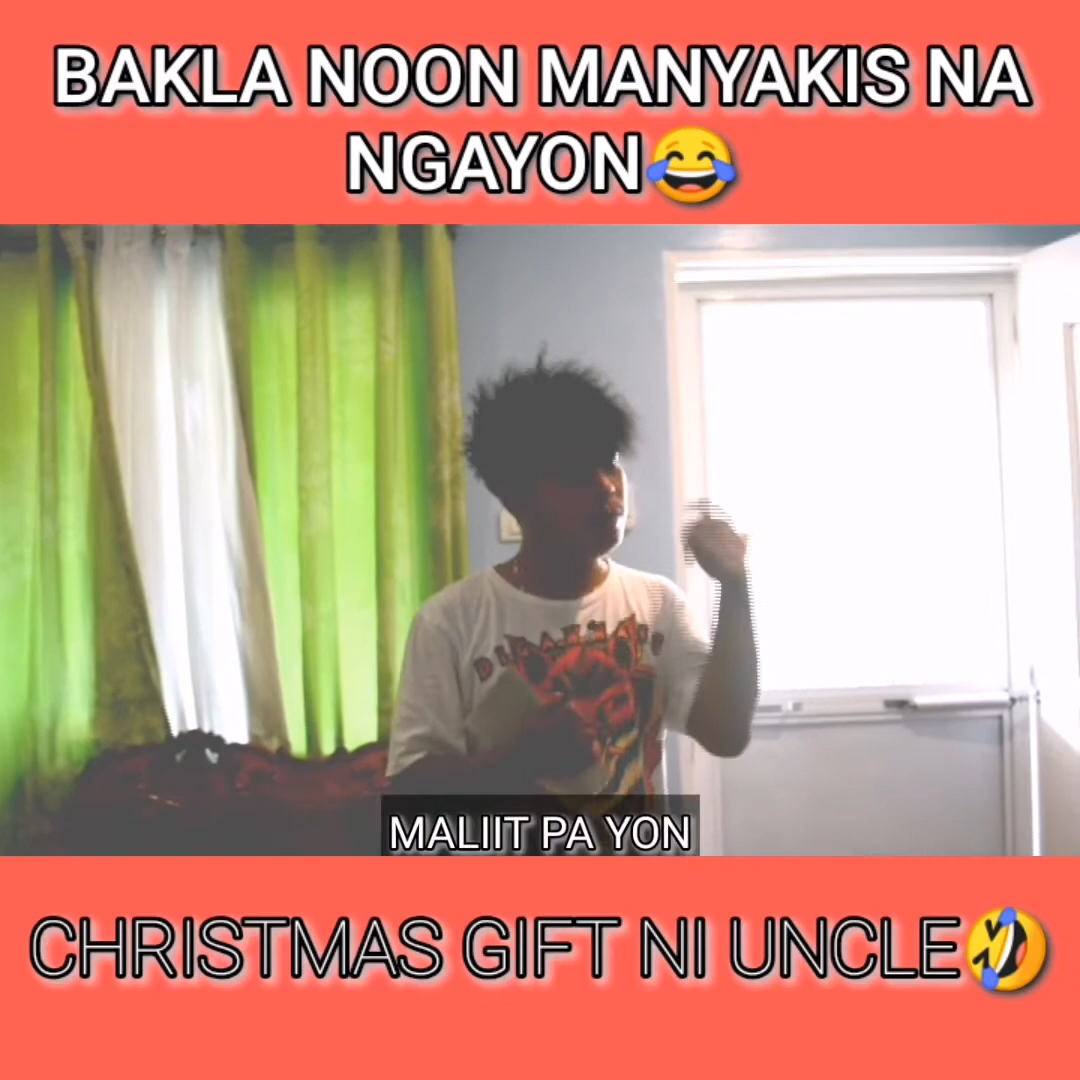 BAKLA NOON MANYAKIS NA
NGAYON😂
MALIIT PA YON
CHRISTMAS GIFT NI UNCLE🤣